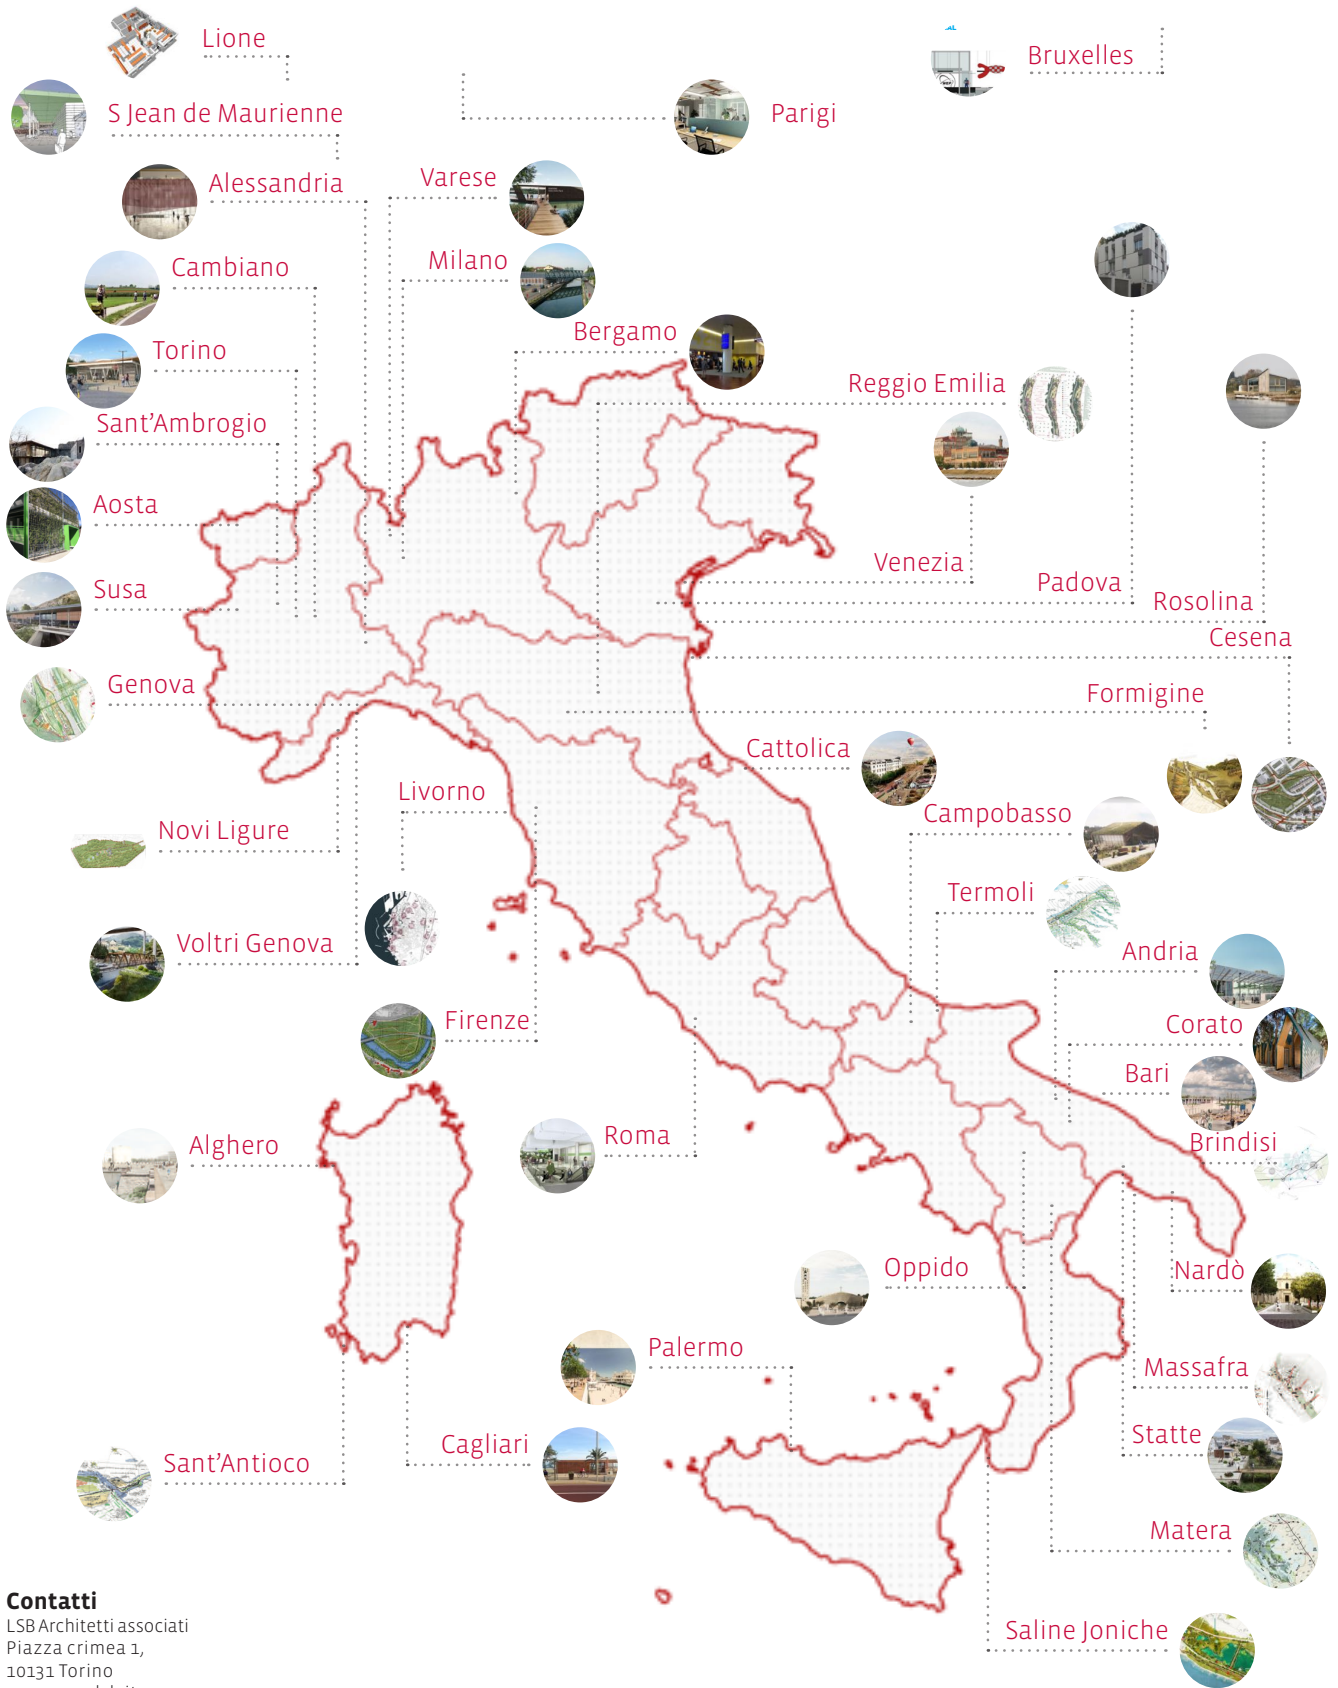 Lione
Bruxelles
S Jean de Maurienne
Parigi
Alessandria
Varese
Cambiano
Milano
Torino
Bergamo
Reggio Emilia
Sant'Ambrogio
Aosta
Venezia
Susa
Padova
Rosolina
Cesena
Genova
Formigine
Cattolica
Livorno
Campobasso
Novi Ligure
Termoli
Voltri Genova
Andria
Firenze
Corato
Bari
Alghero
Roma
Brindisi
Oppido
Nardò
Palermo
Massafra
Statte
Cagliari
Sant'Antioco
Matera
Saline Joniche
Contatti
LSB Architetti associati
Piazza crimea 1,
10131 Torino